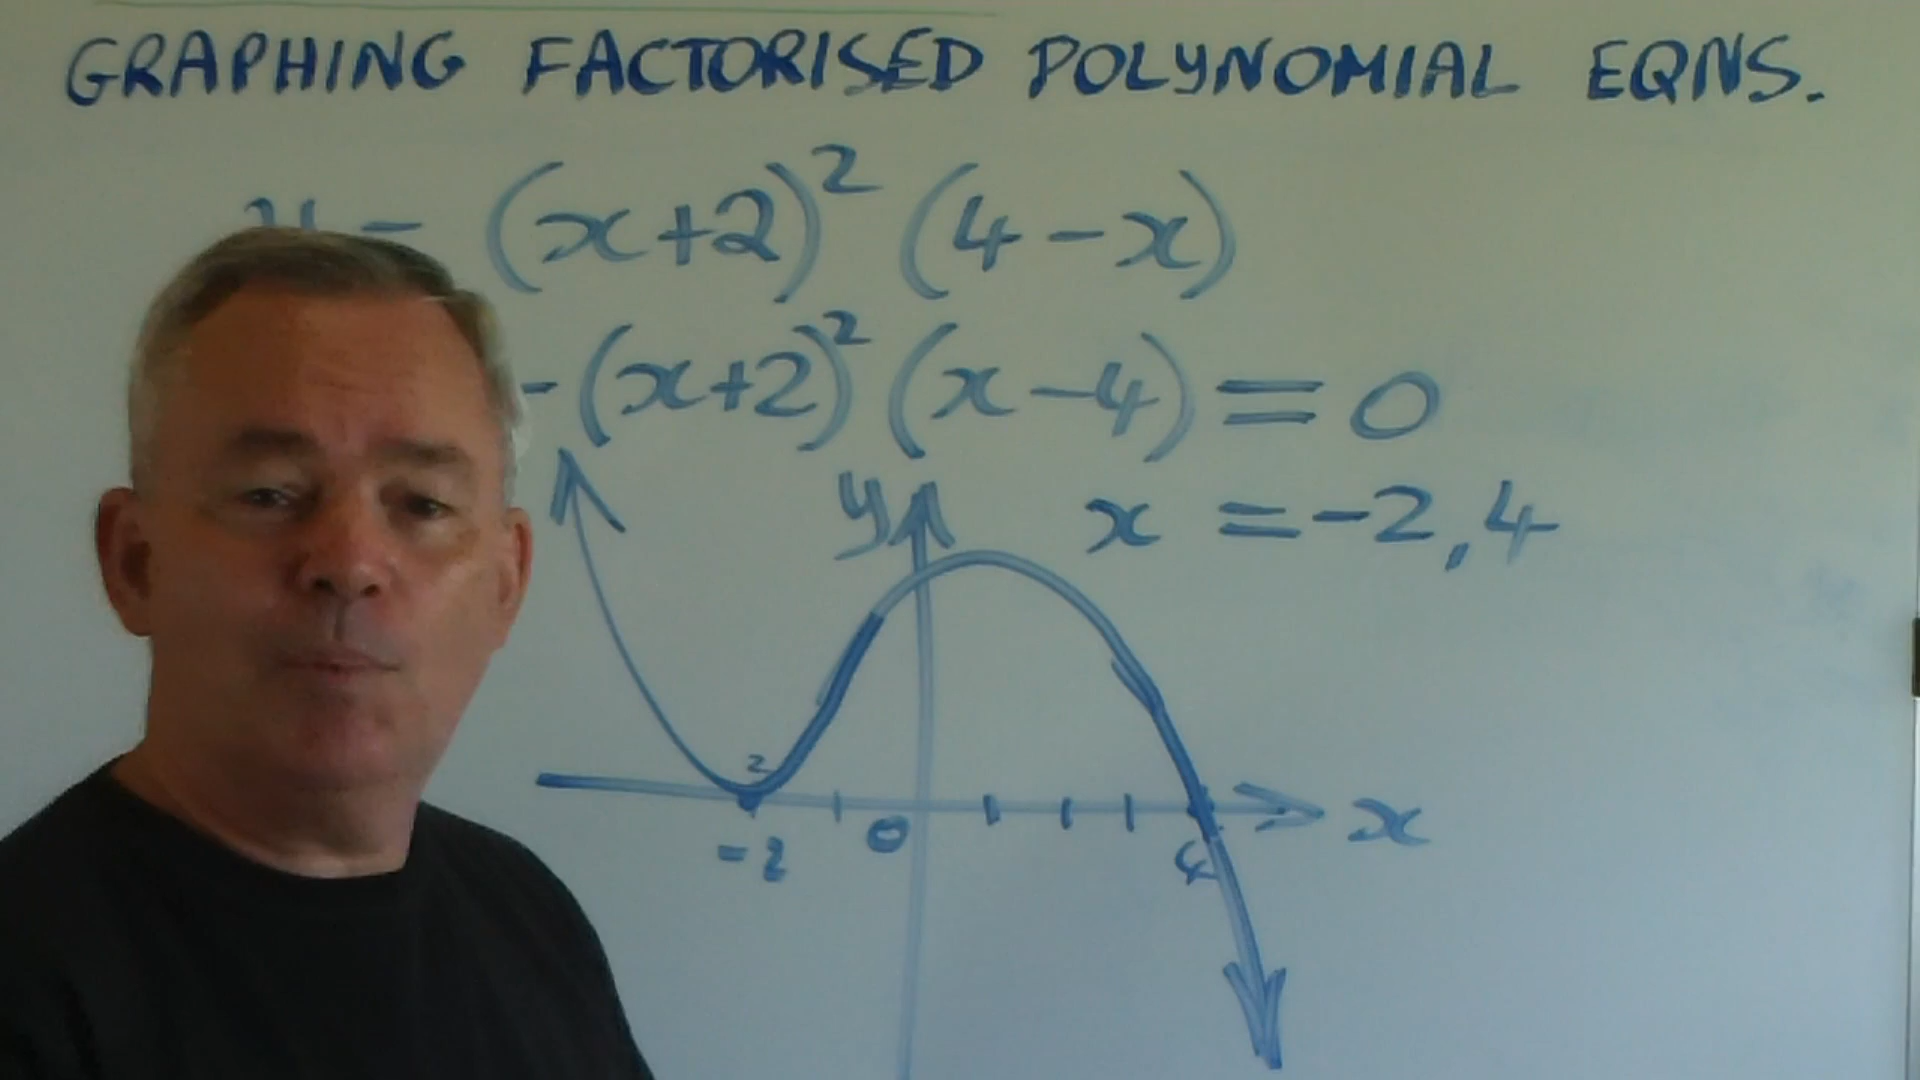 GRAPHING FACTORISED POLYNOMIAL EQNS.
y = (x+2)² (4-x)
-(x+2)² (x-4) = 0
x = -2, 4
y
2
x
-2
0
4